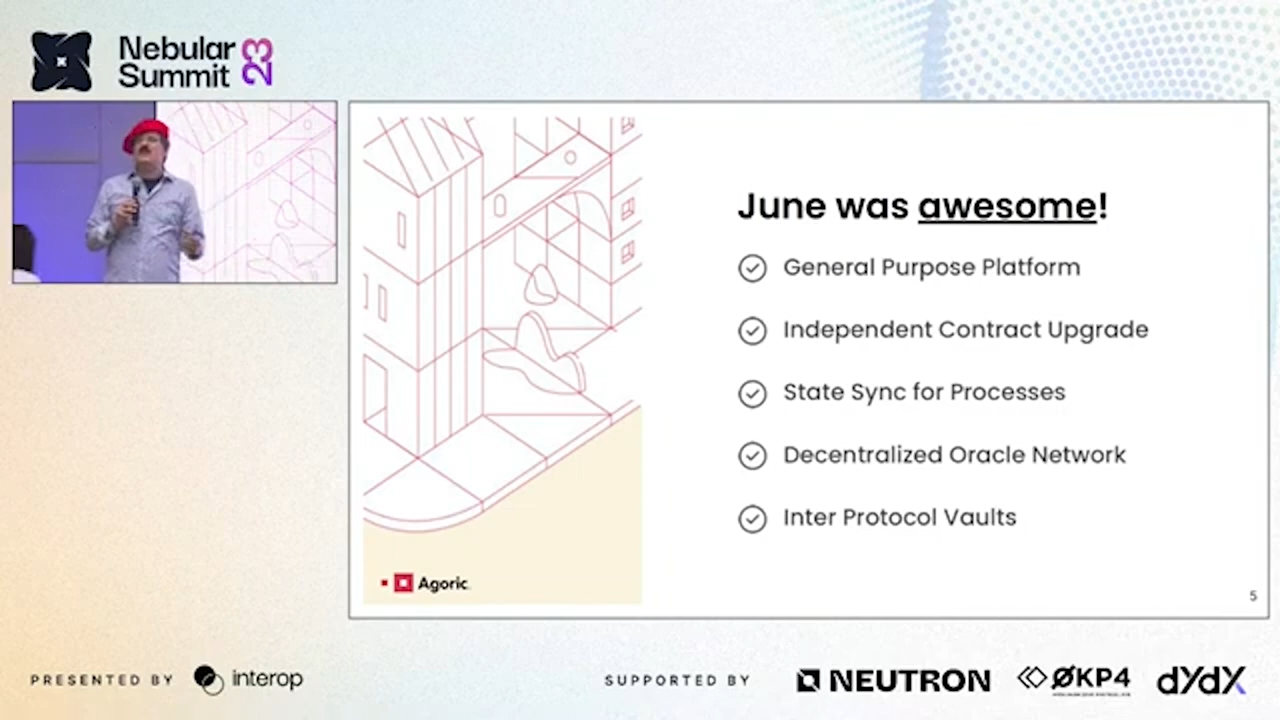 Nebular
Summit 23
June was awesome!
General Purpose Platform
Independent Contract Upgrade
State Sync for Processes
Decentralized Oracle Network
Inter Protocol Vaults
Agoric
5
PRESENTED BY interop
SUPPORTED BY NEUTRON ØKP4 dYdX